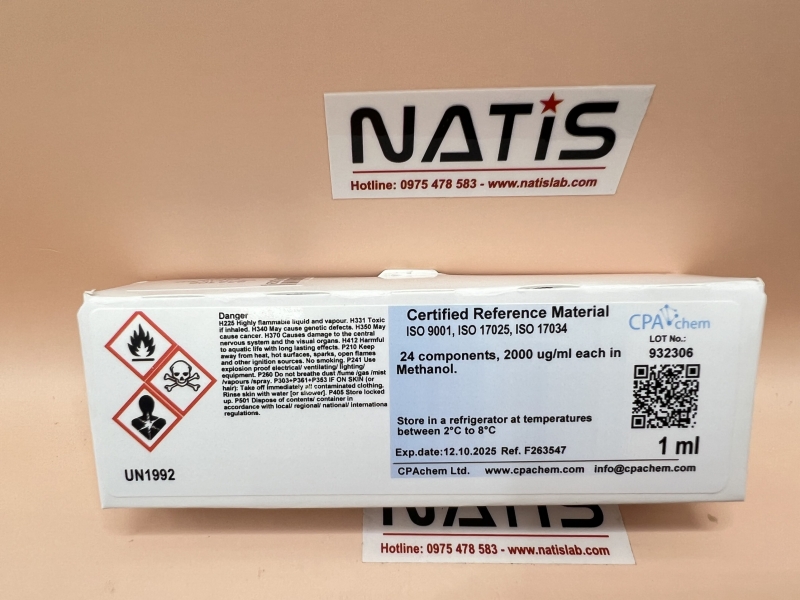 NATIS
Hotline: 0975 478 583 - www.natislab.com
Danger
H225 Highly flammable liquid and vapour. H331 Toxic
if inhaled. H340 May cause genetic defects. H350 May
cause cancer. H370 Causes damage to the central
nervous system and the visual organs. H412 Harmful
to aquatic life with long lasting effects. P210 Keep
away from heat, hot surfaces, sparks, open flames
and other ignition sources. No smoking. P241 Use
explosion proof electrical/ ventilating/ lighting/
equipment. P260 Do not breathe dust /fume /gas /mist
/vapours /spray. P303+P361+P353 IF ON SKIN (or
hair): Take off immediately all contaminated clothing.
Rinse skin with water [or shower]. P405 Store locked
up. P501 Dispose of contents/ container in
accordance with local/ regional/ national/ internationa
regulations.
UN1992
Certified Reference Material
ISO 9001, ISO 17025, ISO 17034
24 components, 2000 ug/ml each in
Methanol.
Store in a refrigerator at temperatures
between 2°C to 8°C
Exp.date:12.10.2025 Ref. F263547
CPAchem Ltd. www.cpachem.com info@cpachem.com
CPAchem
LOT No.:
932306
1 ml
NATIS
Hotline: 0975 478 583 - www.natislab.com